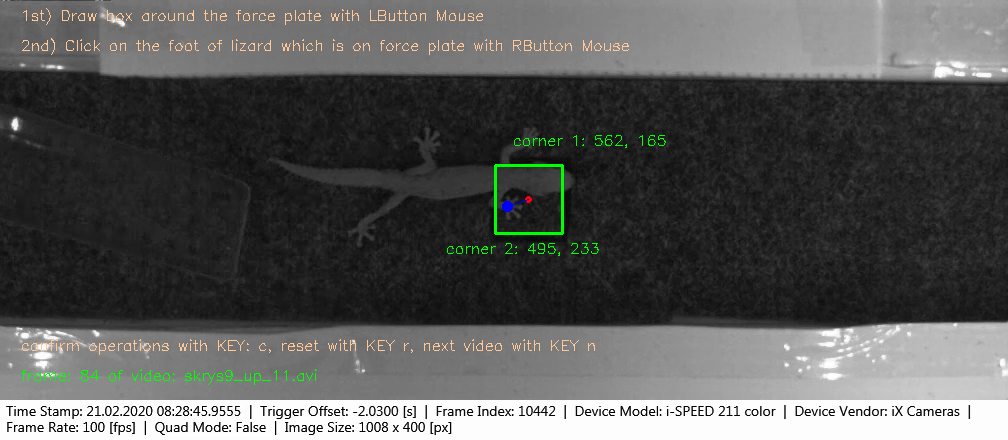 1st) Draw box around the force plate with LButton Mouse
2nd) Click on the foot of lizard which is on force plate with RButton Mouse
corner 1: 562, 165
corner 2: 495, 233
confirm operations with KEY: c, reset with KEY r, next video with KEY n
frame: 34 of video: skrys9_up_11.avi
Time Stamp: 21.02.2020 08:28:45.9555 | Trigger Offset: -2.0300 [s] | Frame Index: 10442 | Device Model: i-SPEED 211 color | Device Vendor: iX Cameras |
Frame Rate: 100 [fps] | Quad Mode: False | Image Size: 1008 x 400 [px]